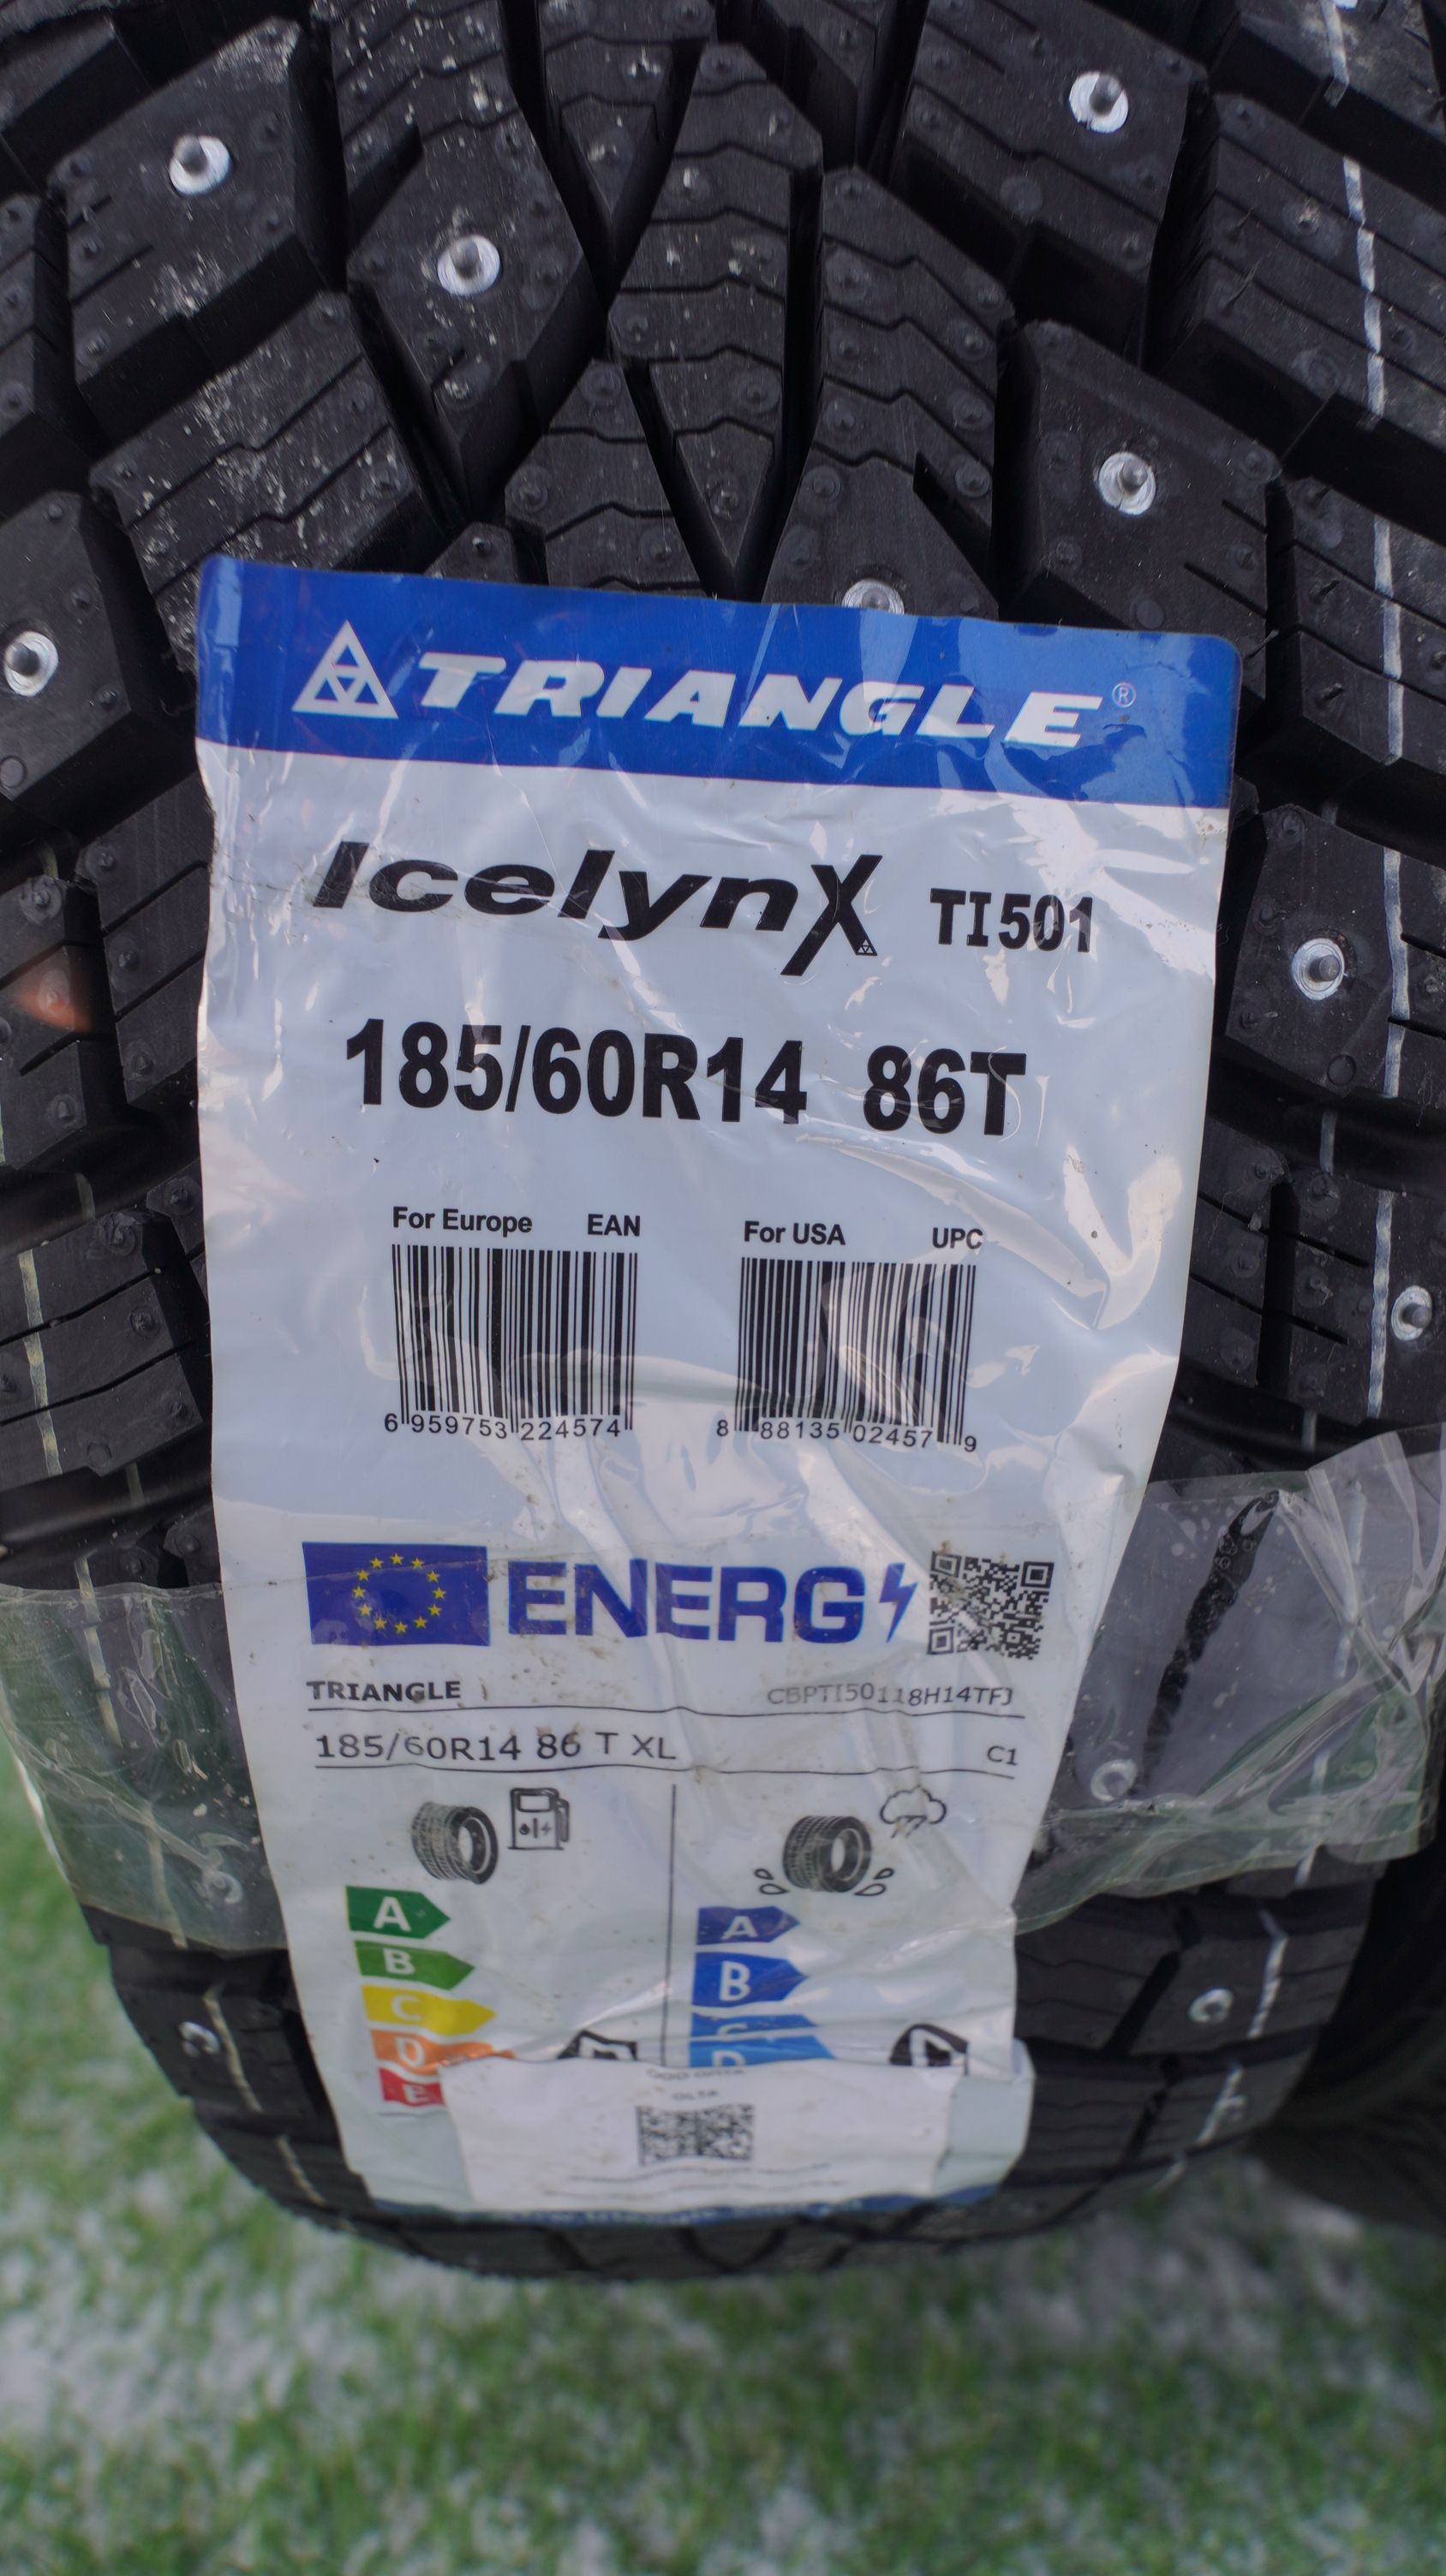 TRIANGLE®
IcelynX TI501
185/60R14 86T
For Europe EAN
For USA UPC
6 959753 224574
8 88135 02457 9
ENERG
TRIANGLE
CBPTI50118H14TFJ
185/60R14 86 T XL
C1
A
B
C
D
E
A
B
C
D